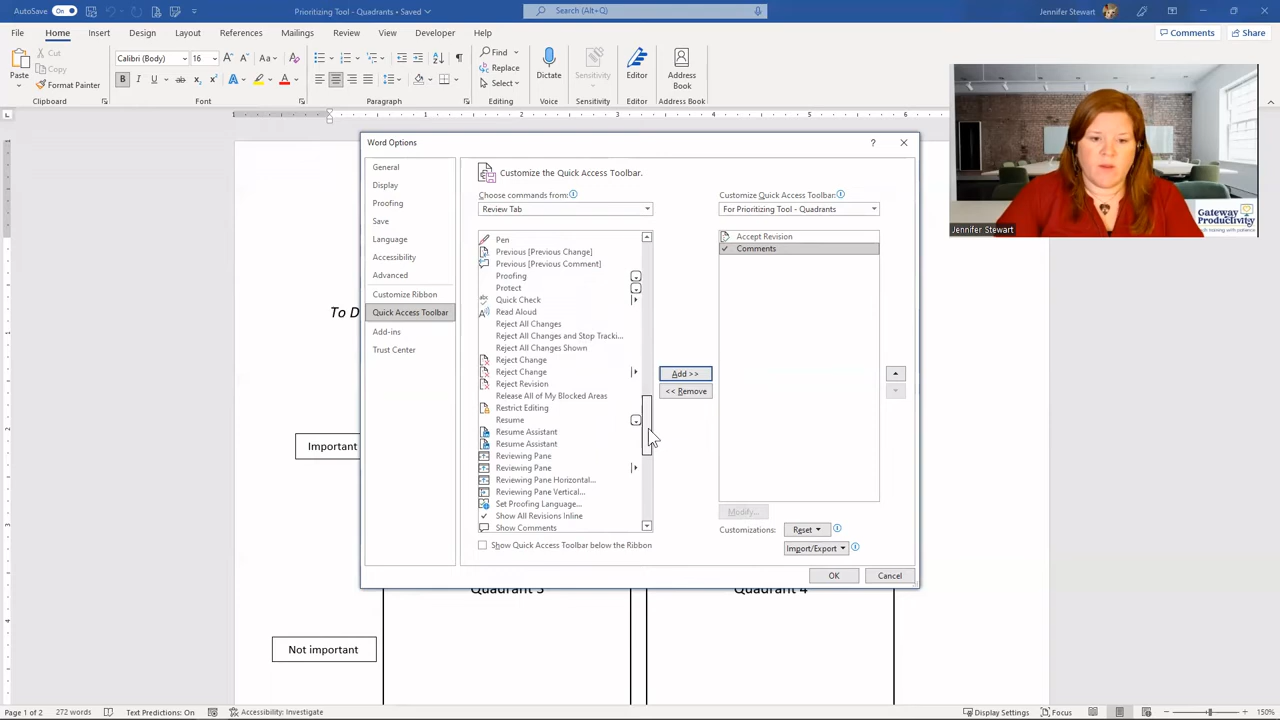 AutoSave On Prioritizing Tool - Quadrants • Saved Search (Alt+Q) Jennifer Stewart
File Home Insert Design Layout References Mailings Review View Developer Help Comments Share
Paste
Cut
Copy
Format Painter
Clipboard
Calibri (Body) 16
Font
Paragraph
Find
Replace
Select
Editing
Dictate
Voice
Sensitivity
Sensitivity
Editor
Editor
Address Book
Address Book
Word Options
General
Display
Proofing
Save
Language
Accessibility
Advanced
Customize Ribbon
Quick Access Toolbar
Add-ins
Trust Center
Customize the Quick Access Toolbar.
Choose commands from:
Review Tab
Pen
Previous [Previous Change]
Previous [Previous Comment]
Proofing
Protect
Quick Check
Read Aloud
Reject All Changes
Reject All Changes and Stop Tracki...
Reject All Changes Shown
Reject Change
Reject Change
Reject Revision
Release All of My Blocked Areas
Restrict Editing
Resume
Resume Assistant
Resume Assistant
Reviewing Pane
Reviewing Pane
Reviewing Pane Horizontal...
Reviewing Pane Vertical...
Set Proofing Language...
Show All Revisions Inline
Show Comments
Show Quick Access Toolbar below the Ribbon
Add >>
<< Remove
Customize Quick Access Toolbar:
For Prioritizing Tool - Quadrants
Accept Revision
Comments
Modify...
Customizations: Reset
Import/Export
OK Cancel
To D
Important
Quadrant 3 Quadrant 4
Not important
Jennifer Stewart
Gateway
Productivity
training with patience
Page 1 of 2 272 words Text Predictions: On Accessibility: Investigate Display Settings Focus 150%